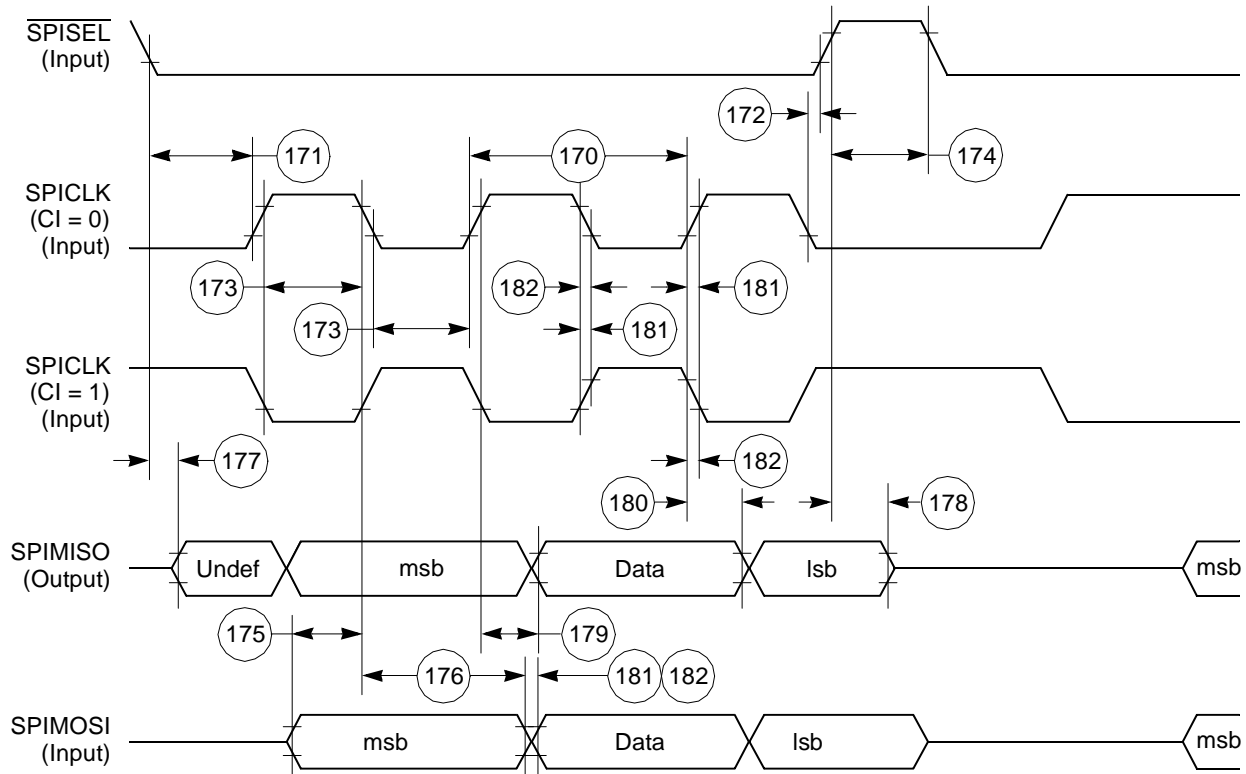 SPISEL
(Input)
172
171
170
174
SPICLK
(CI = 0)
(Input)
173
182
181
173
181
SPICLK
(CI = 1)
(Input)
177
182
180
178
SPIMISO
(Output)
Undef
msb
Data
lsb
msb
175
179
176
181
182
SPIMOSI
(Input)
msb
Data
lsb
msb